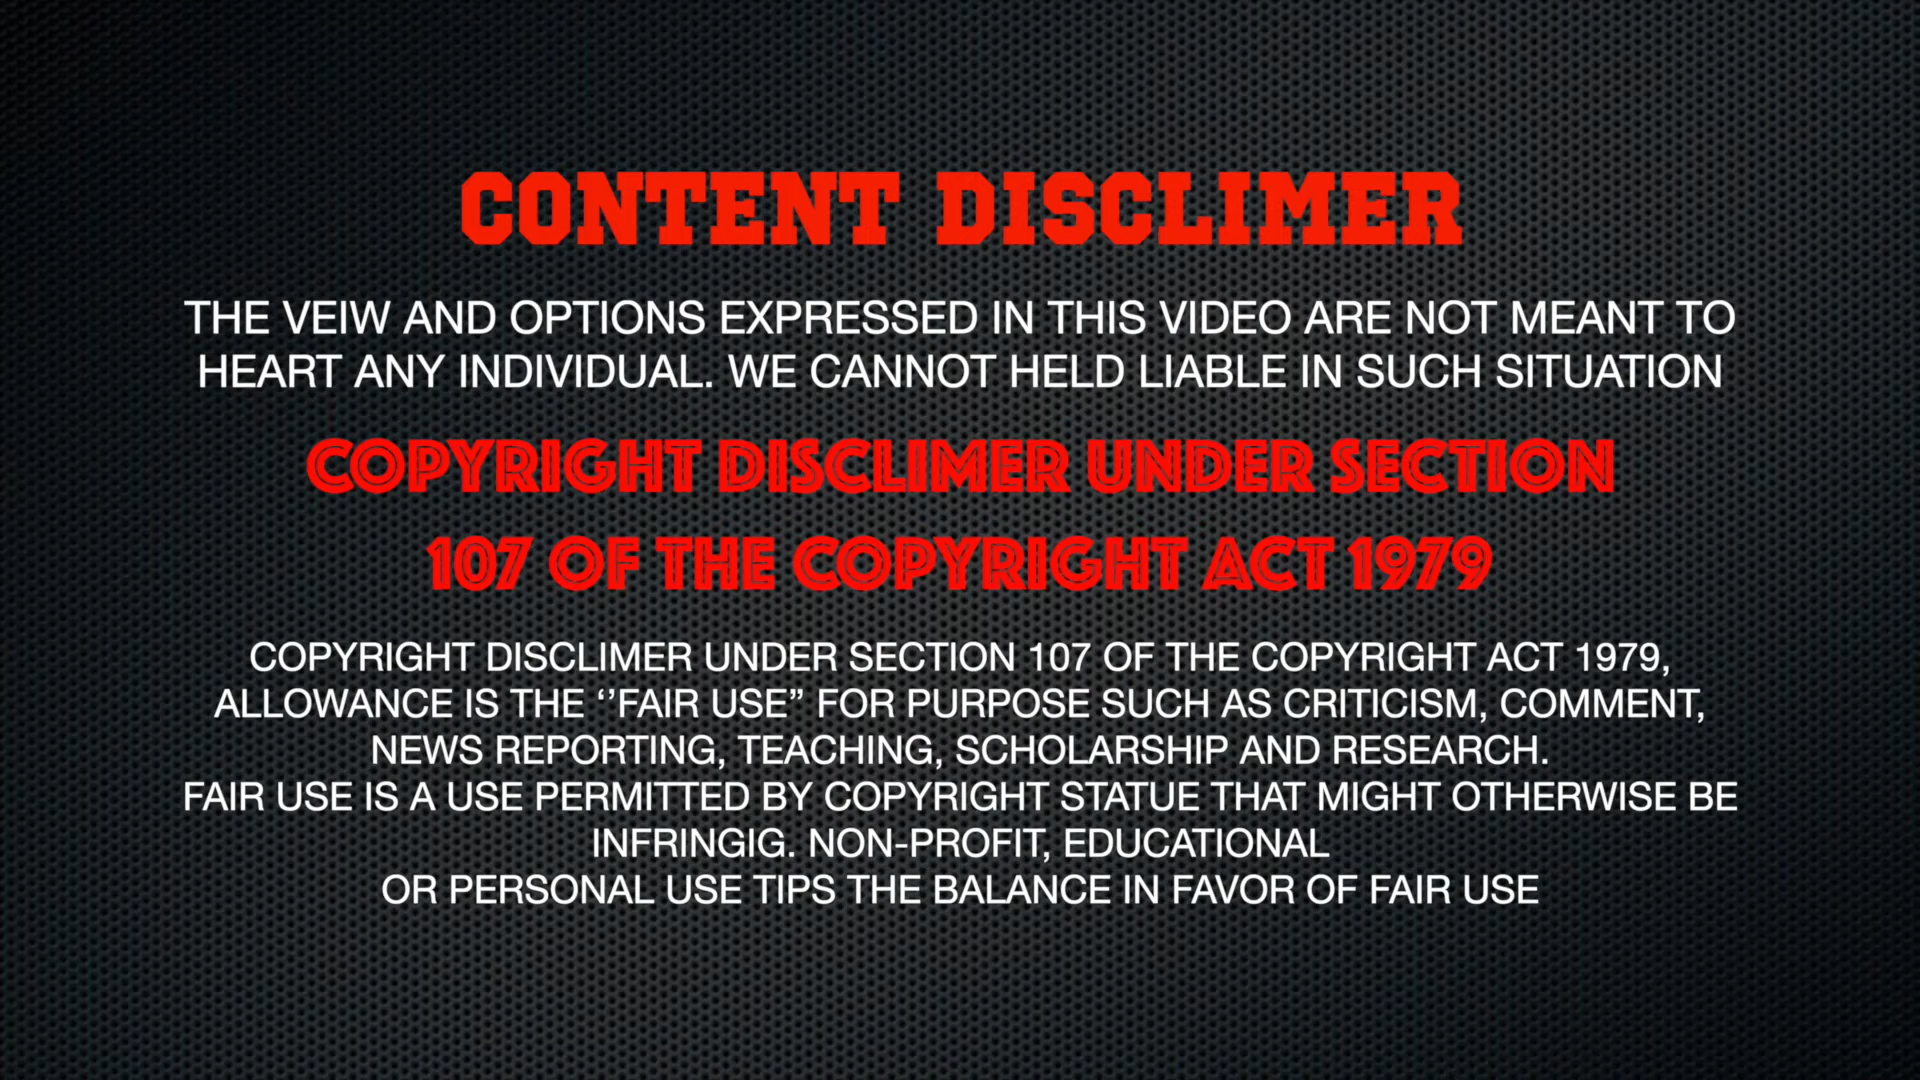 CONTENT DISCLIMER
THE VEIW AND OPTIONS EXPRESSED IN THIS VIDEO ARE NOT MEANT TO
HEART ANY INDIVIDUAL. WE CANNOT HELD LIABLE IN SUCH SITUATION
COPYRIGHT DISCLIMER UNDER SECTION
107 OF THE COPYRIGHT ACT 1979
COPYRIGHT DISCLIMER UNDER SECTION 107 OF THE COPYRIGHT ACT 1979,
ALLOWANCE IS THE ‘’FAIR USE” FOR PURPOSE SUCH AS CRITICISM, COMMENT,
NEWS REPORTING, TEACHING, SCHOLARSHIP AND RESEARCH.
FAIR USE IS A USE PERMITTED BY COPYRIGHT STATUE THAT MIGHT OTHERWISE BE
INFRINGIG. NON-PROFIT, EDUCATIONAL
OR PERSONAL USE TIPS THE BALANCE IN FAVOR OF FAIR USE